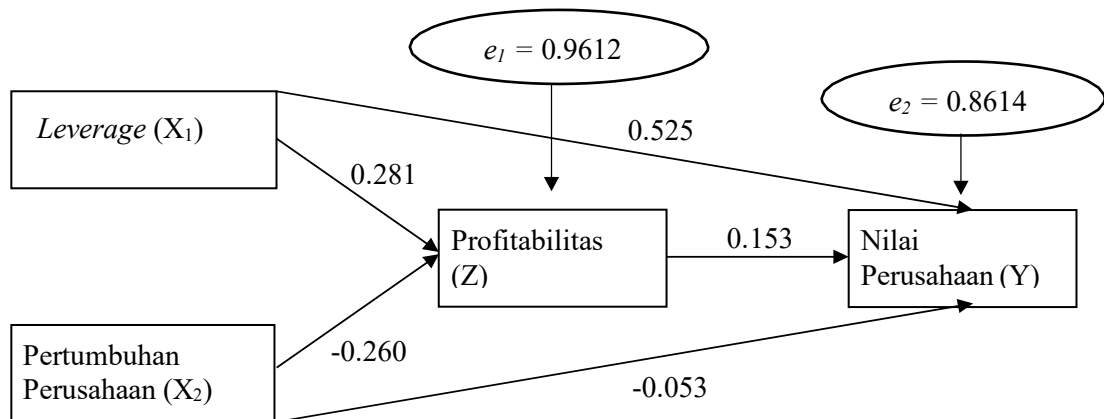 e1 = 0.9612
e2 = 0.8614
Leverage (X1)
0.525
0.281
Profitabilitas
(Z)
0.153
Nilai
Perusahaan (Y)
Pertumbuhan
Perusahaan (X2)
-0.260
-0.053